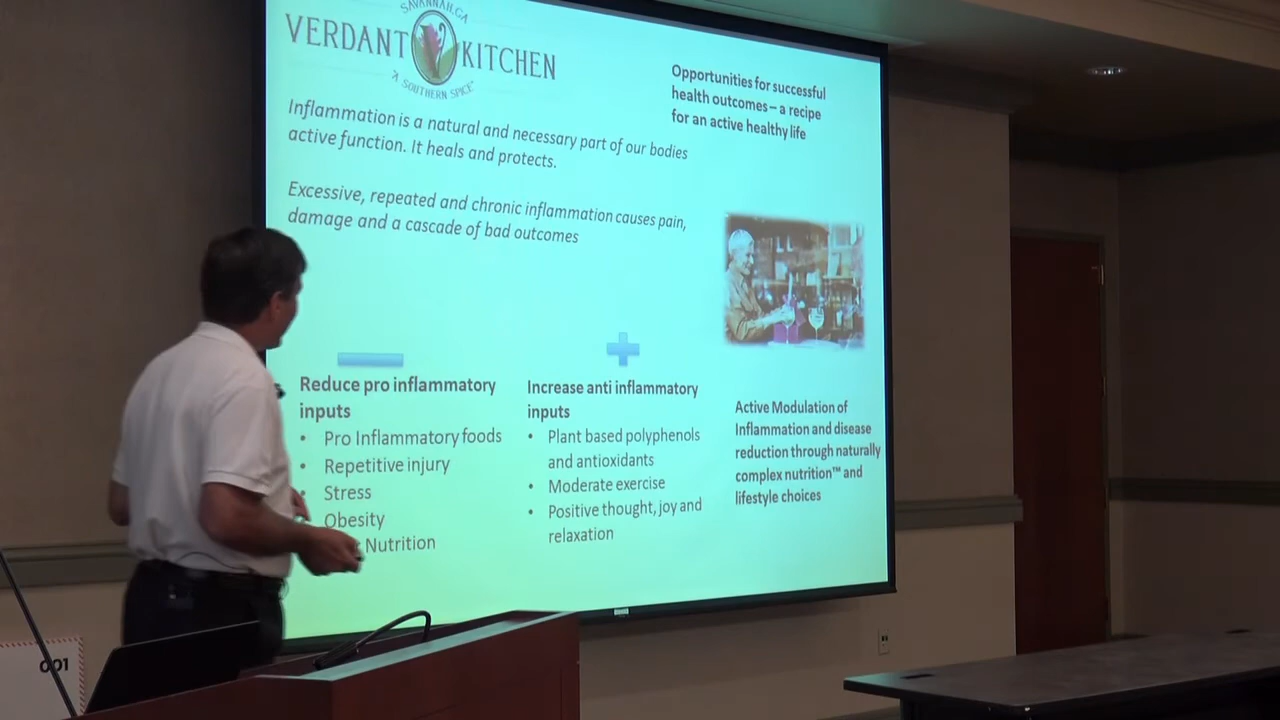 SAVANNAH, GA
VERDANT KITCHEN
A SOUTHERN SPICE
Opportunities for successful
health outcomes – a recipe
for an active healthy life
Inflammation is a natural and necessary part of our bodies
active function. It heals and protects.
Excessive, repeated and chronic inflammation causes pain,
damage and a cascade of bad outcomes
Reduce pro inflammatory
inputs
• Pro Inflammatory foods
• Repetitive injury
Stress
Obesity
Nutrition
Increase anti inflammatory
inputs
• Plant based polyphenols
and antioxidants
• Moderate exercise
• Positive thought, joy and
relaxation
Active Modulation of
Inflammation and disease
reduction through naturally
complex nutrition™ and
lifestyle choices
001